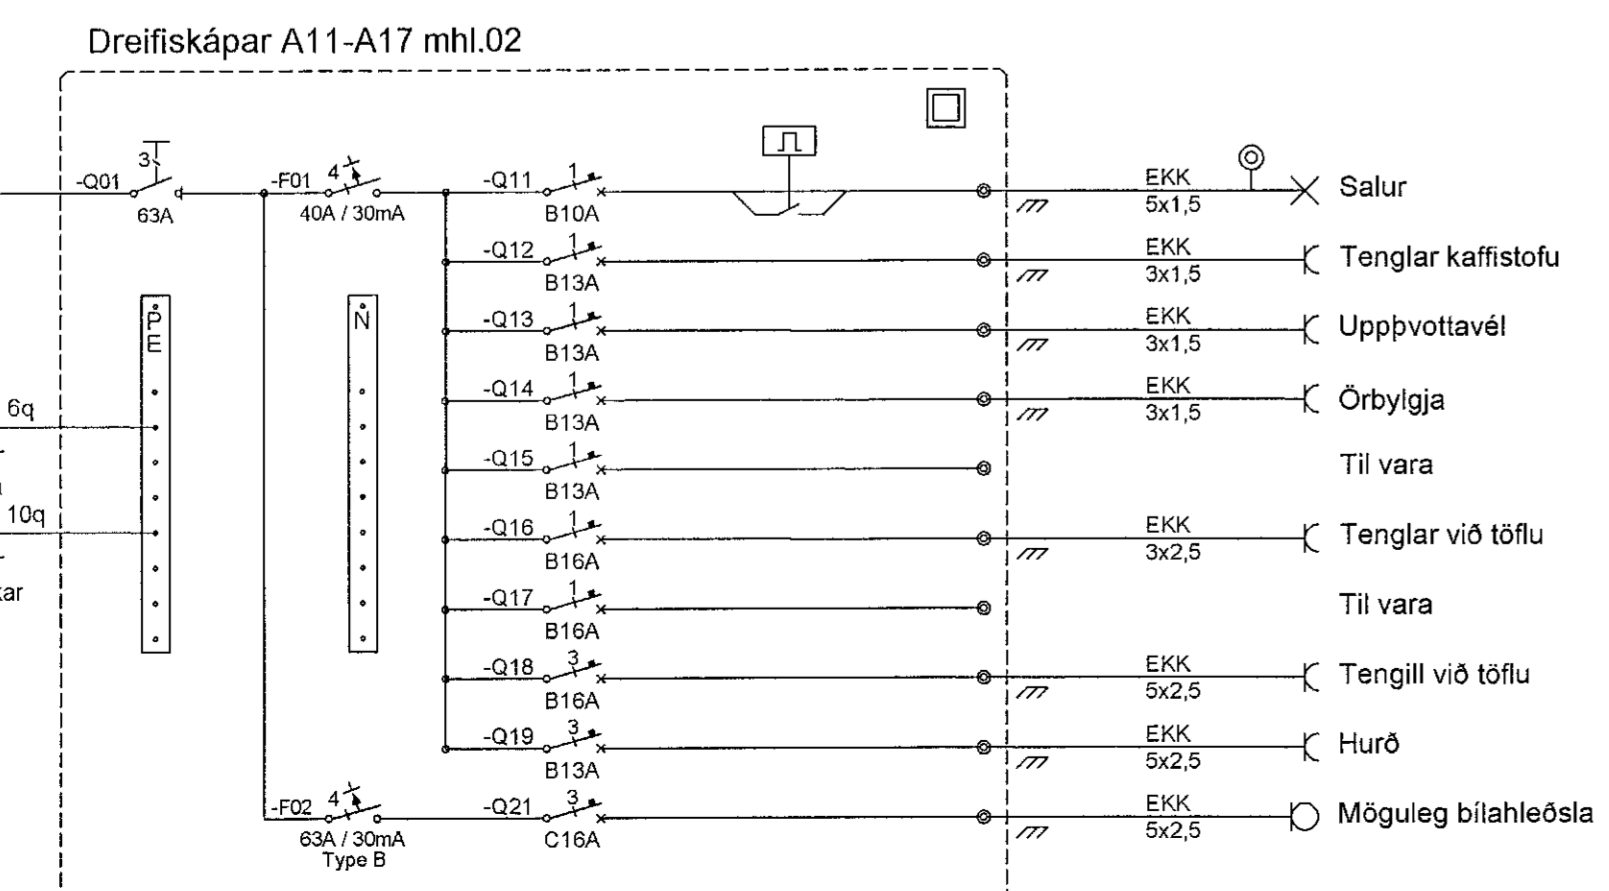 Dreifiskápar A11-A17 mhl.02
-Q01
3
63A
-F01
4
40A / 30mA
-Q11
1
B10A
EKK
5x1,5
Salur
-Q12
1
B13A
EKK
3x1,5
Tenglar kaffistofu
PE
N
-Q13
1
B13A
EKK
3x1,5
Uppþvottavél
-Q14
1
B13A
EKK
3x1,5
Örbylgja
6q
-Q15
1
B13A
Til vara
10q
-Q16
1
B16A
EKK
3x2,5
Tenglar við töflu
kar
-Q17
1
B16A
Til vara
-Q18
3
B16A
EKK
5x2,5
Tengill við töflu
-Q19
3
B13A
EKK
5x2,5
Hurð
-F02
4
63A / 30mA
Type B
-Q21
3
C16A
EKK
5x2,5
Möguleg bílahleðsla